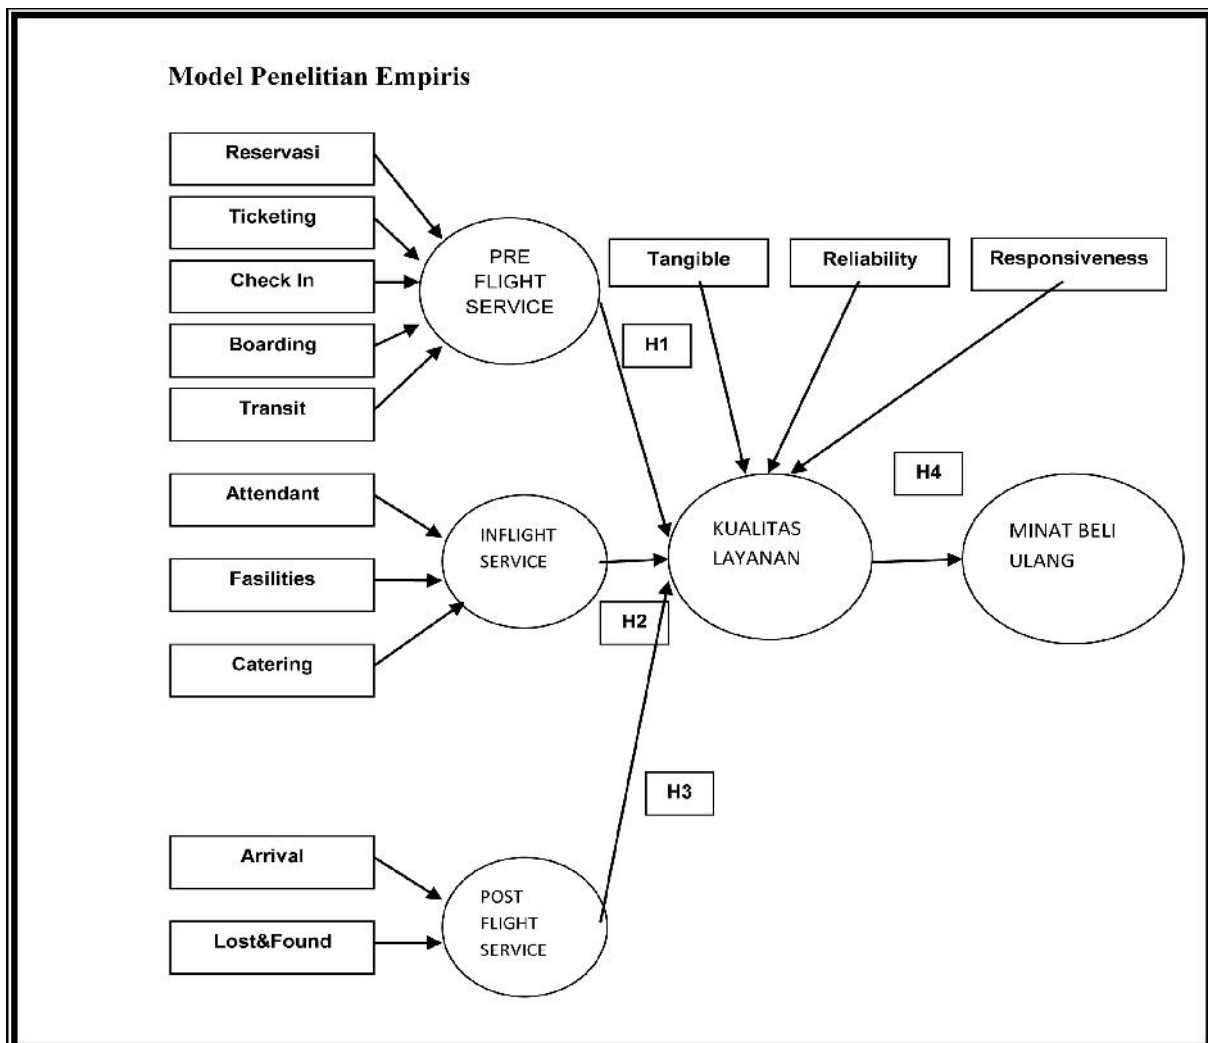 Model Penelitian Empiris
Reservasi
Ticketing
Check In
Boarding
Transit
PRE
FLIGHT
SERVICE
Tangible
Reliability
Responsiveness
H1
Attendant
Fasilities
Catering
INFLIGHT
SERVICE
H2
KUALITAS
LAYANAN
H4
MINAT BELI
ULANG
H3
Arrival
Lost&Found
POST
FLIGHT
SERVICE